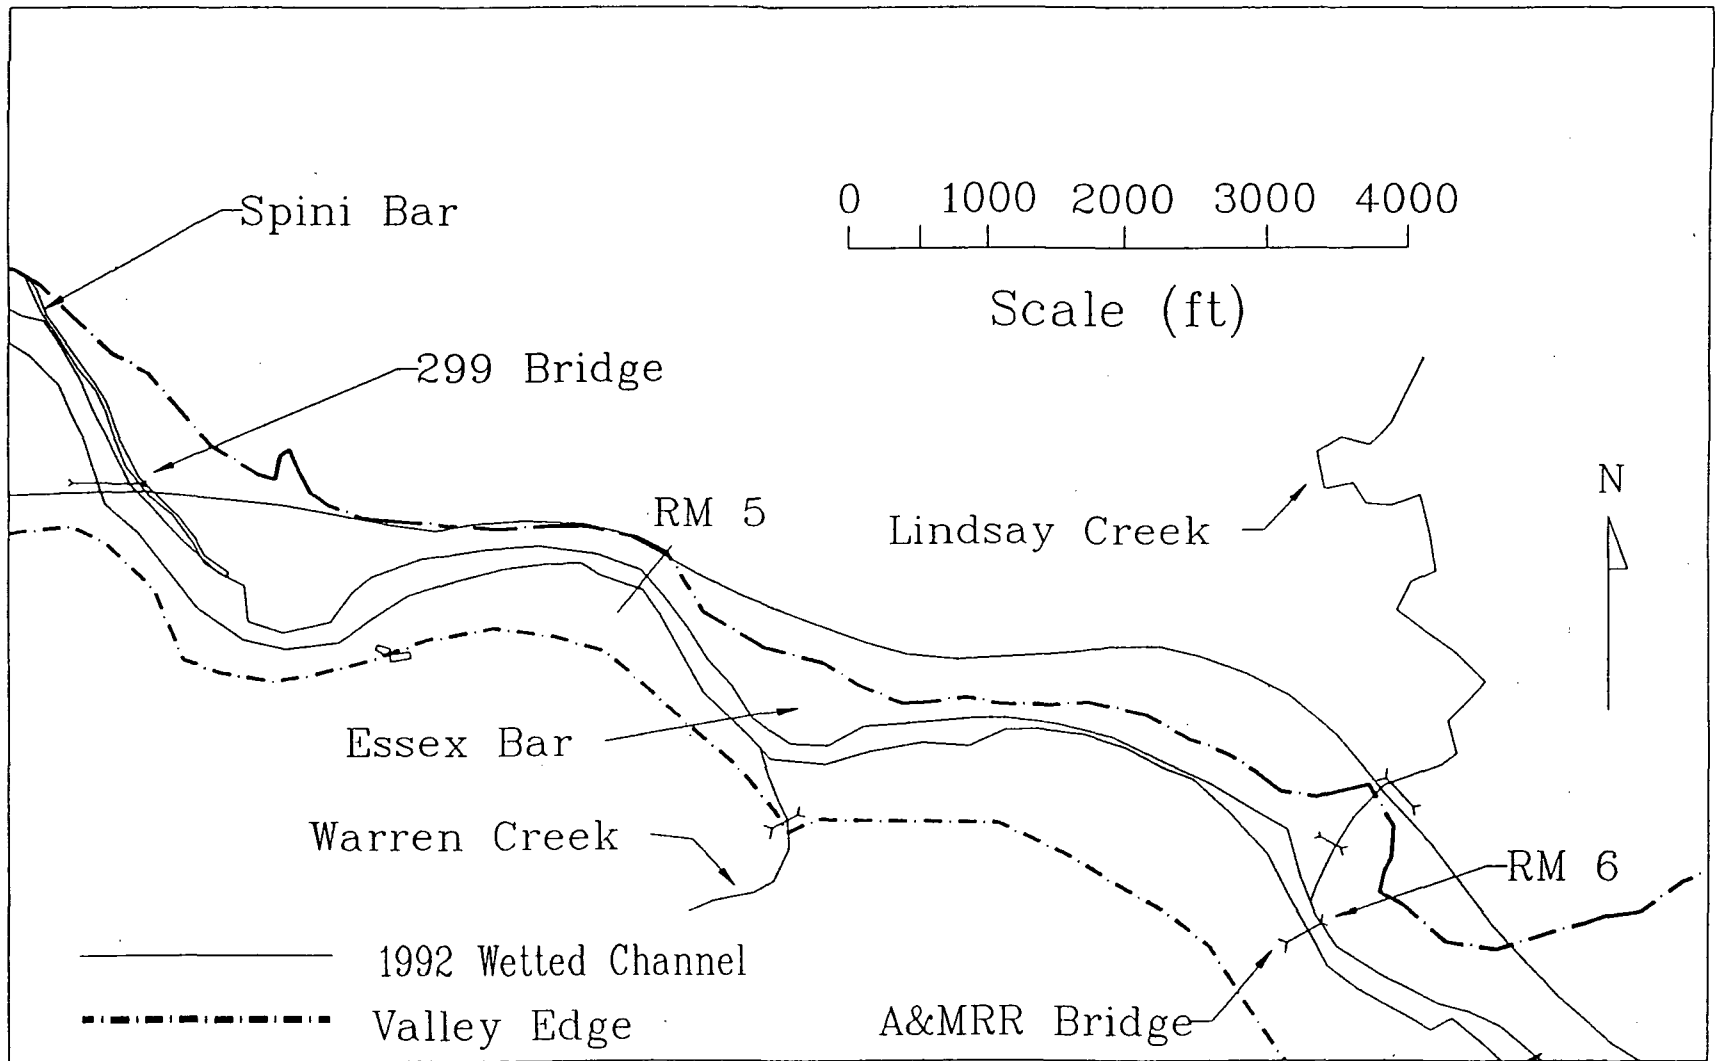 0 1000 2000 3000 4000
Scale (ft)
Spini Bar
299 Bridge
RM 5
Lindsay Creek
N
Essex Bar
Warren Creek
RM 6
1992 Wetted Channel
Valley Edge
A&MRR Bridge